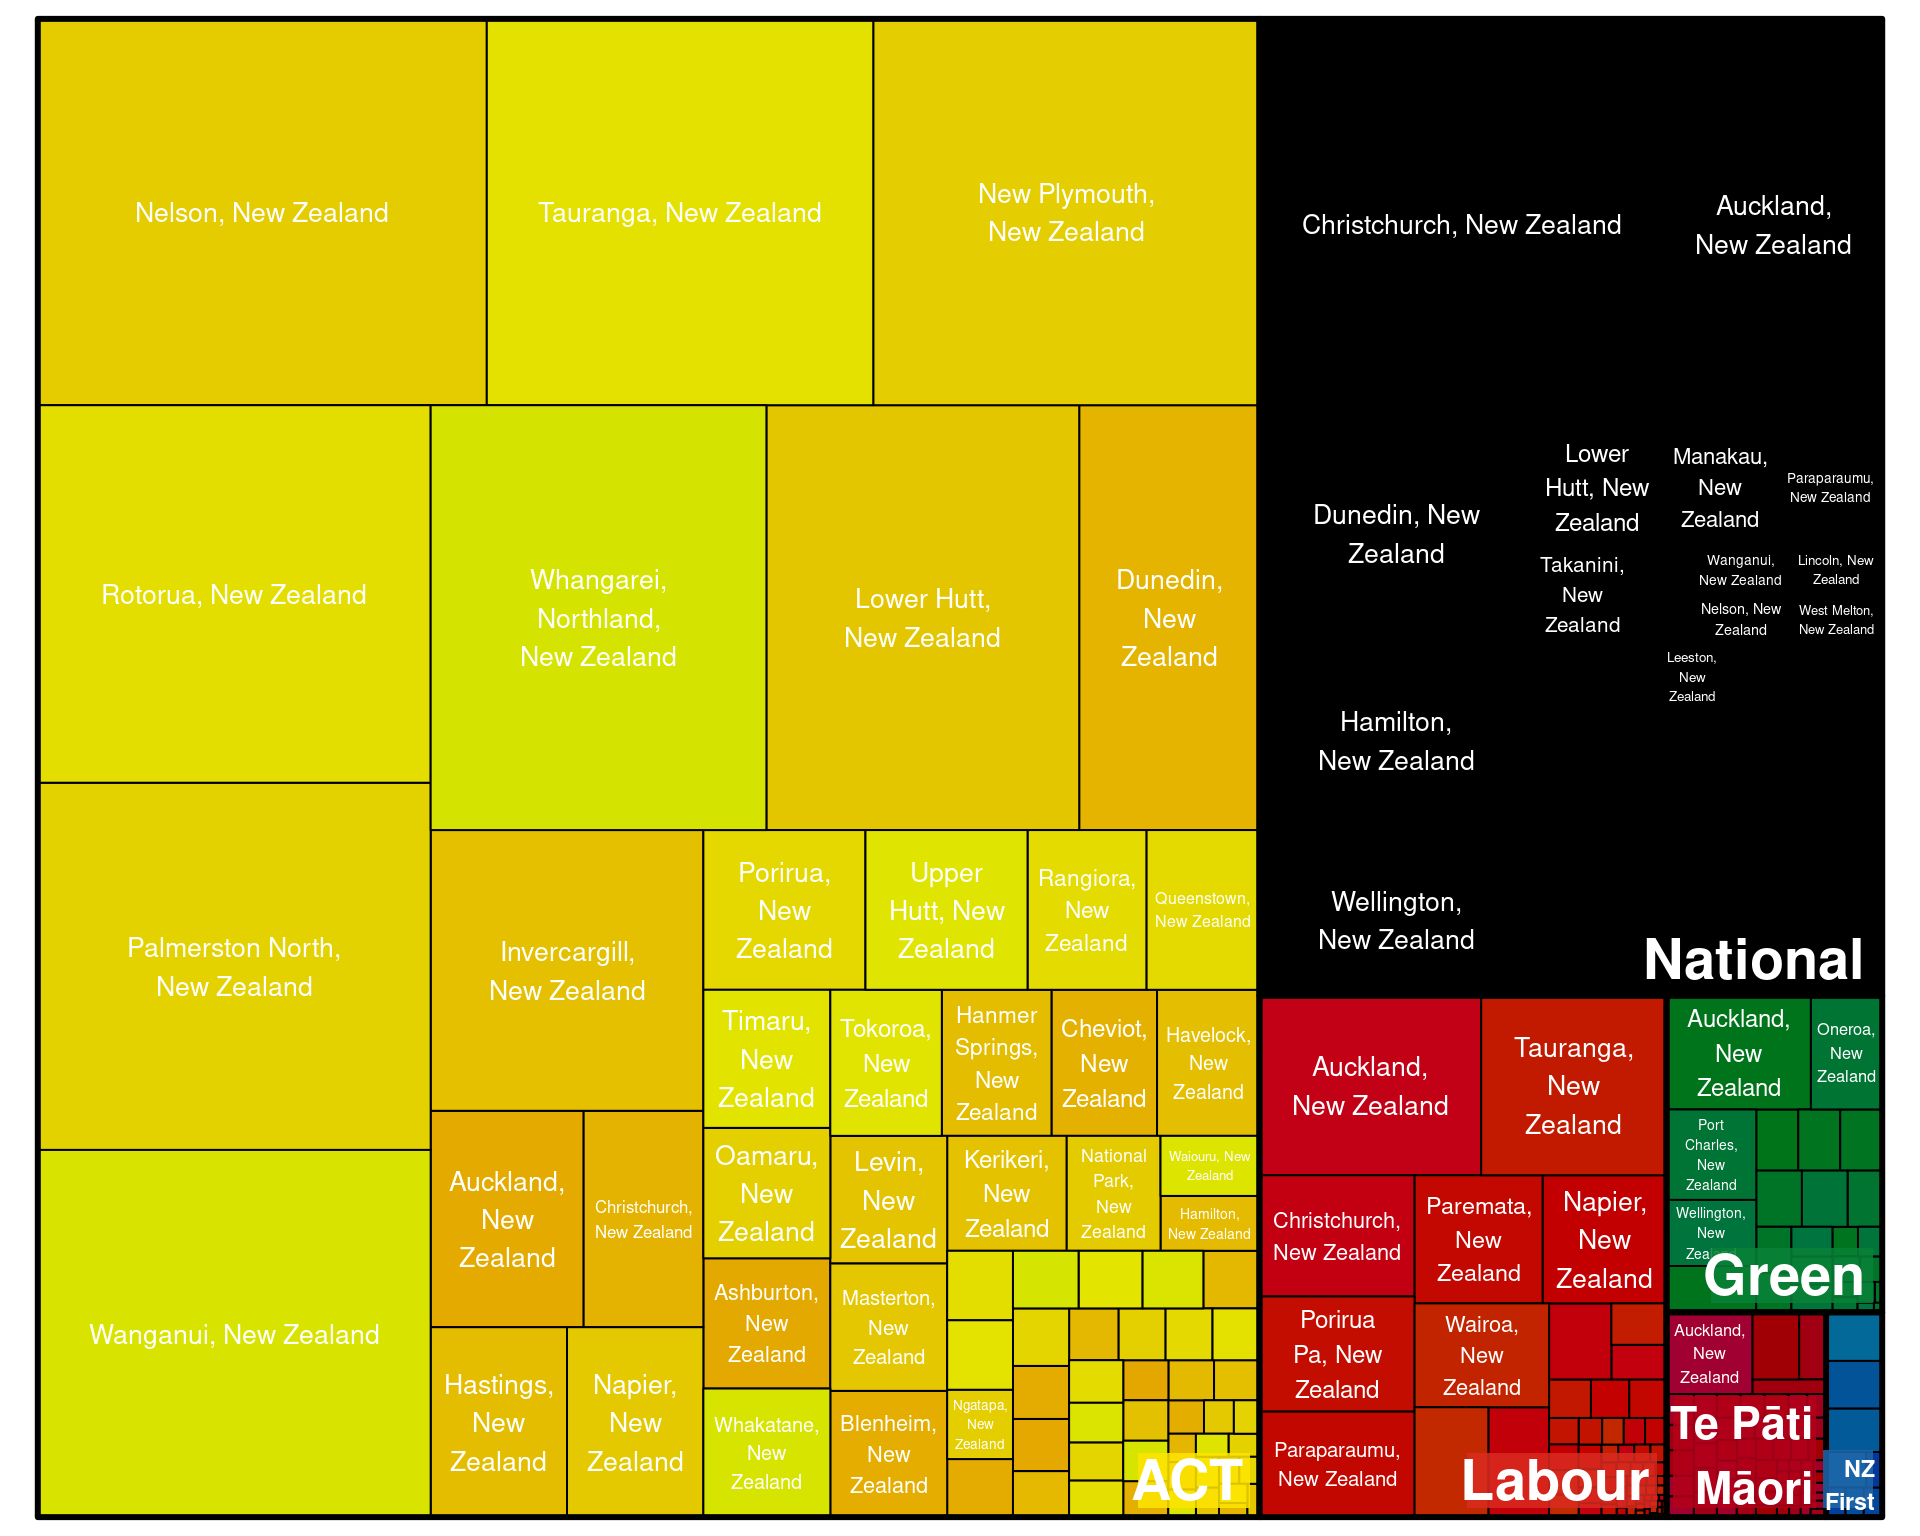 Nelson, New Zealand
Tauranga, New Zealand
New Plymouth,
New Zealand
Rotorua, New Zealand
Whangarei,
Northland,
New Zealand
Lower Hutt,
New Zealand
Dunedin,
New
Zealand
Palmerston North,
New Zealand
Wanganui, New Zealand
Invercargill,
New Zealand
Porirua,
New
Zealand
Upper
Hutt, New
Zealand
Rangiora,
New
Zealand
Queenstown,
New Zealand
Timaru,
New
Zealand
Tokoroa,
New
Zealand
Hanmer
Springs,
New
Zealand
Cheviot,
New
Zealand
Havelock,
New
Zealand
Auckland,
New
Zealand
Christchurch,
New Zealand
Oamaru,
New
Zealand
Levin,
New
Zealand
Kerikeri,
New
Zealand
National
Park,
New
Zealand
Waiouru, New
Zealand
Hamilton,
New Zealand
Hastings,
New
Zealand
Napier,
New
Zealand
Ashburton,
New
Zealand
Masterton,
New
Zealand
Whakatane,
New
Zealand
Blenheim,
New
Zealand
Ngatapa,
New
Zealand
ACT
Christchurch, New Zealand
Auckland,
New Zealand
Dunedin, New
Zealand
Lower
Hutt, New
Zealand
Manakau,
New
Zealand
Paraparaumu,
New Zealand
Takanini,
New
Zealand
Wanganui,
New Zealand
Lincoln, New
Zealand
Nelson, New
Zealand
West Melton,
New Zealand
Leeston,
New
Zealand
Hamilton,
New Zealand
Wellington,
New Zealand
National
Auckland,
New Zealand
Tauranga,
New
Zealand
Christchurch,
New Zealand
Paremata,
New
Zealand
Napier,
New
Zealand
Porirua
Pa, New
Zealand
Wairoa,
New
Zealand
Paraparaumu,
New Zealand
Labour
Auckland,
New
Zealand
Oneroa,
New
Zealand
Port
Charles,
New
Zealand
Wellington,
New
Green
Auckland,
New
Zealand
Te Pāti
Māori
NZ
First